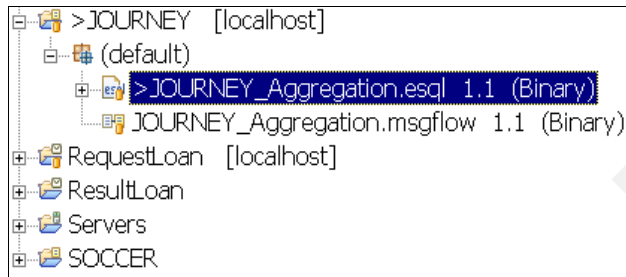 >JOURNEY [localhost]
(default)
>JOURNEY_Aggregation.esql 1.1 (Binary)
JOURNEY_Aggregation.msgflow 1.1 (Binary)
RequestLoan [localhost]
ResultLoan
Servers
SOCCER